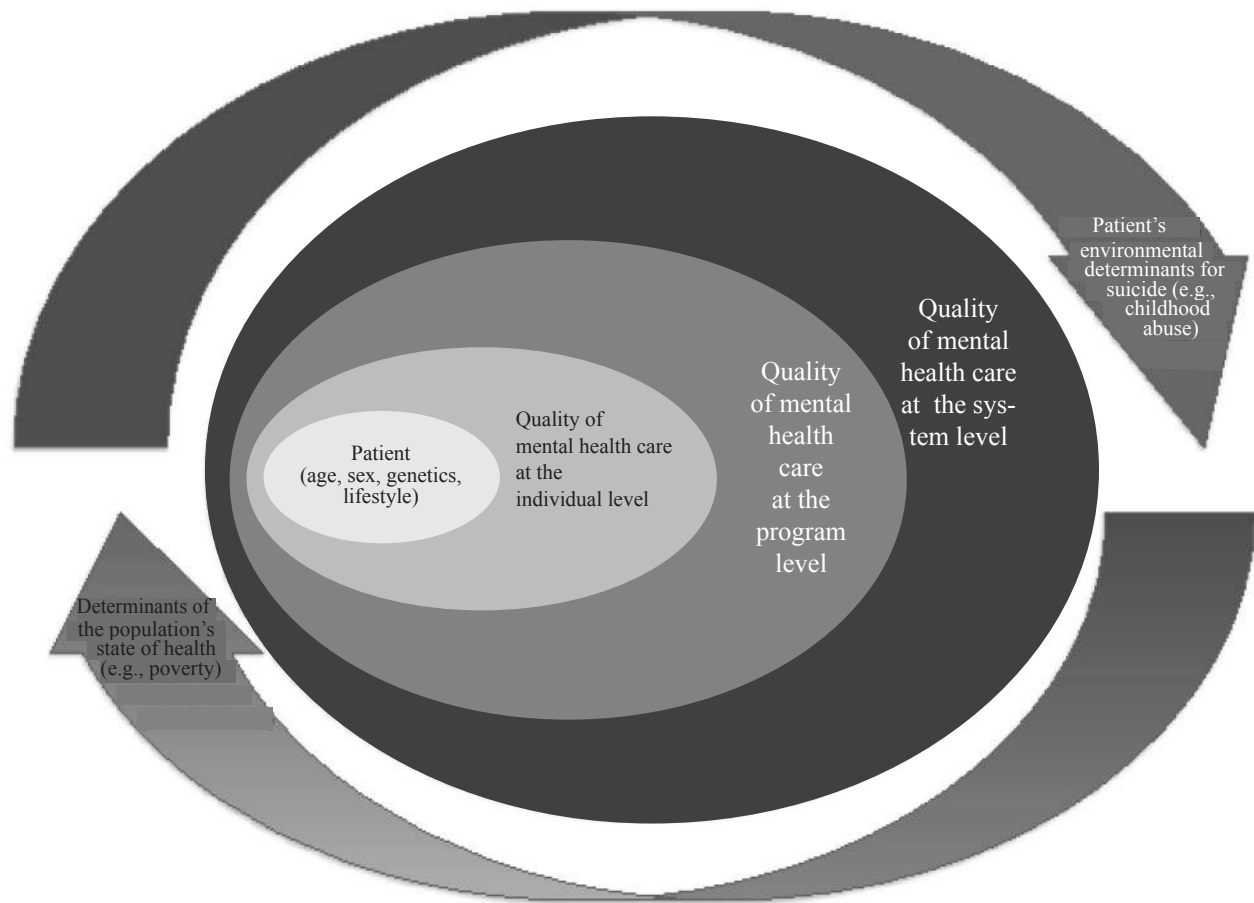 Patient’s
environmental
determinants for
suicide (e.g.,
childhood
abuse)
Quality
of mental
health care
at the sys-
tem level
Quality
of mental
health
care
at the
program
level
Quality of
mental health care
at the
individual level
Patient
(age, sex, genetics,
lifestyle)
Determinants of
the population’s
state of health
(e.g., poverty)